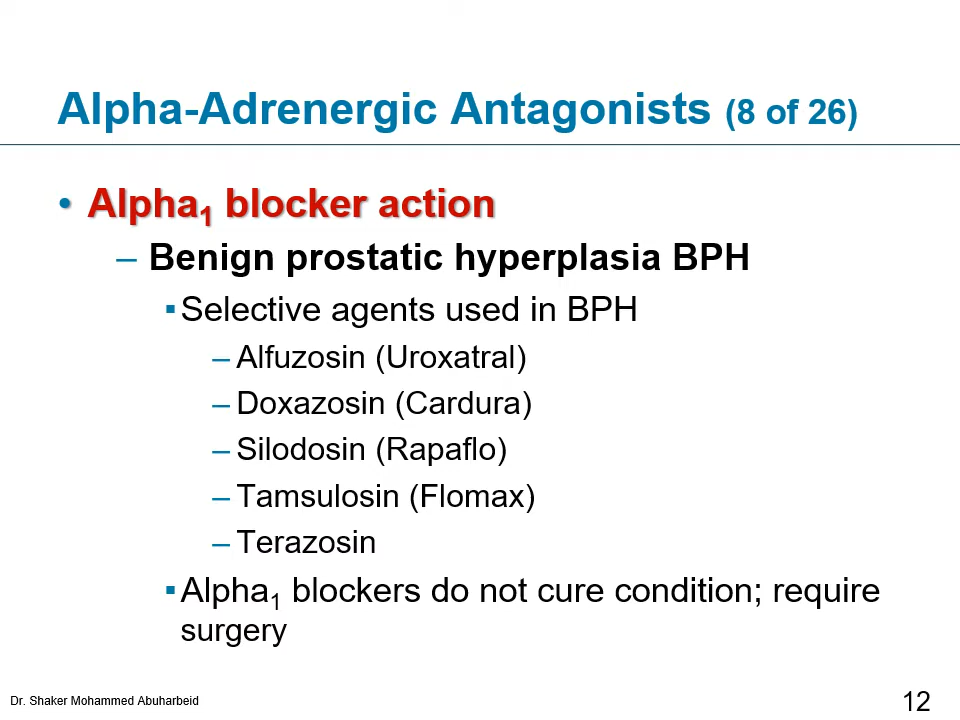 Alpha-Adrenergic Antagonists (8 of 26)
• Alpha₁ blocker action
– Benign prostatic hyperplasia BPH
▪ Selective agents used in BPH
– Alfuzosin (Uroxatral)
– Doxazosin (Cardura)
– Silodosin (Rapaflo)
– Tamsulosin (Flomax)
– Terazosin
▪ Alpha₁ blockers do not cure condition; require
surgery
Dr. Shaker Mohammed Abuharbeid
12